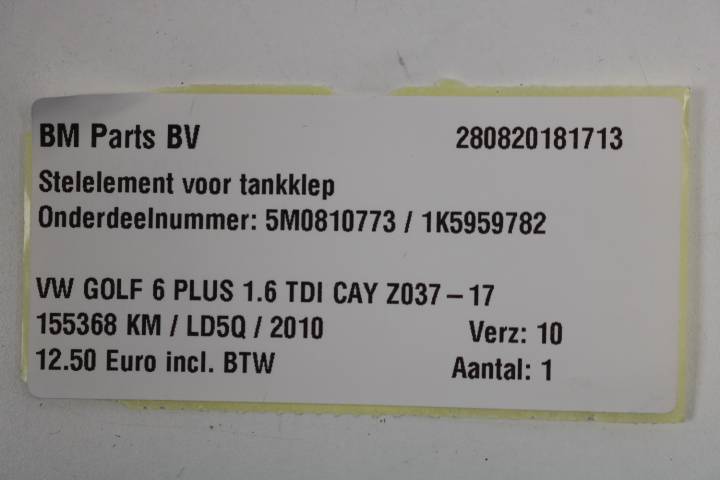 BM Parts BV 280820181713
Stelelement voor tankklep
Onderdeelnummer: 5M0810773 / 1K5959782
VW GOLF 6 PLUS 1.6 TDI CAY Z037 – 17
155368 KM / LD5Q / 2010 Verz: 10
12.50 Euro incl. BTW Aantal: 1